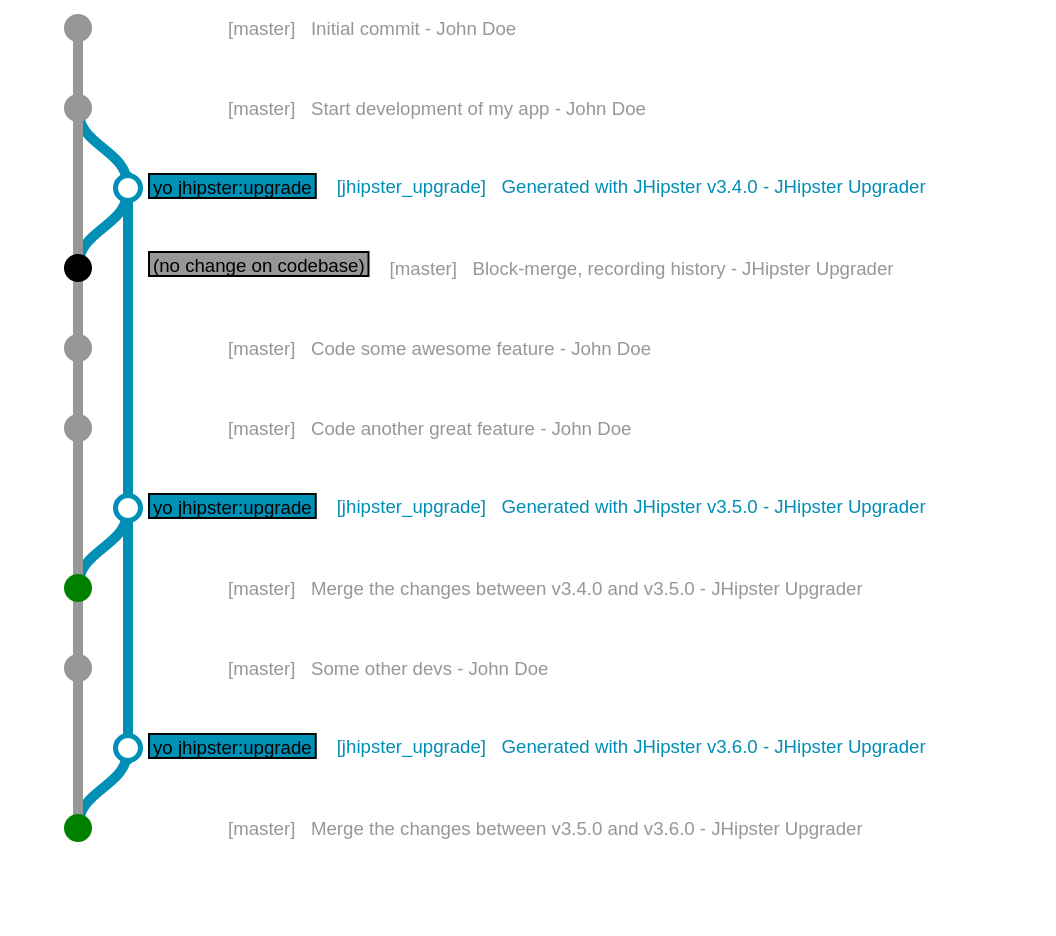 [master] Initial commit - John Doe
[master] Start development of my app - John Doe
yo jhipster:upgrade [jhipster_upgrade] Generated with JHipster v3.4.0 - JHipster Upgrader
(no change on codebase) [master] Block-merge, recording history - JHipster Upgrader
[master] Code some awesome feature - John Doe
[master] Code another great feature - John Doe
yo jhipster:upgrade [jhipster_upgrade] Generated with JHipster v3.5.0 - JHipster Upgrader
[master] Merge the changes between v3.4.0 and v3.5.0 - JHipster Upgrader
[master] Some other devs - John Doe
yo jhipster:upgrade [jhipster_upgrade] Generated with JHipster v3.6.0 - JHipster Upgrader
[master] Merge the changes between v3.5.0 and v3.6.0 - JHipster Upgrader